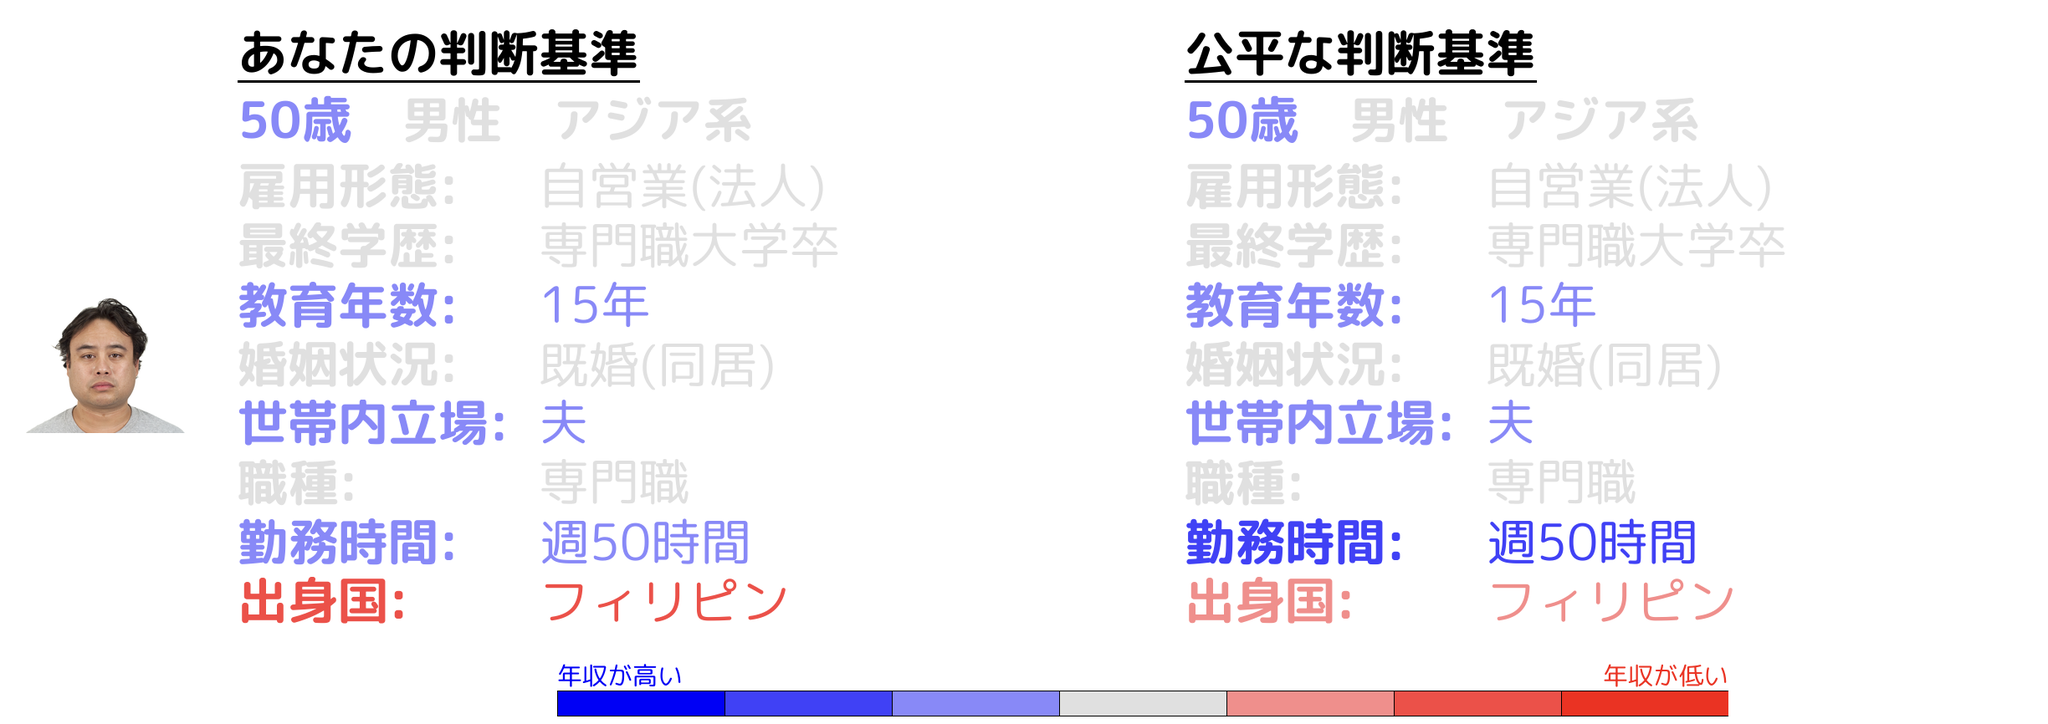 あなたの判断基準
50歳 男性 アジア系
雇用形態: 自営業(法人)
最終学歴: 専門職大学卒
教育年数: 15年
婚姻状況: 既婚(同居)
世帯内立場: 夫
職種: 専門職
勤務時間: 週50時間
出身国: フィリピン
公平な判断基準
50歳 男性 アジア系
雇用形態: 自営業(法人)
最終学歴: 専門職大学卒
教育年数: 15年
婚姻状況: 既婚(同居)
世帯内立場: 夫
職種: 専門職
勤務時間: 週50時間
出身国: フィリピン
年収が高い 年収が低い